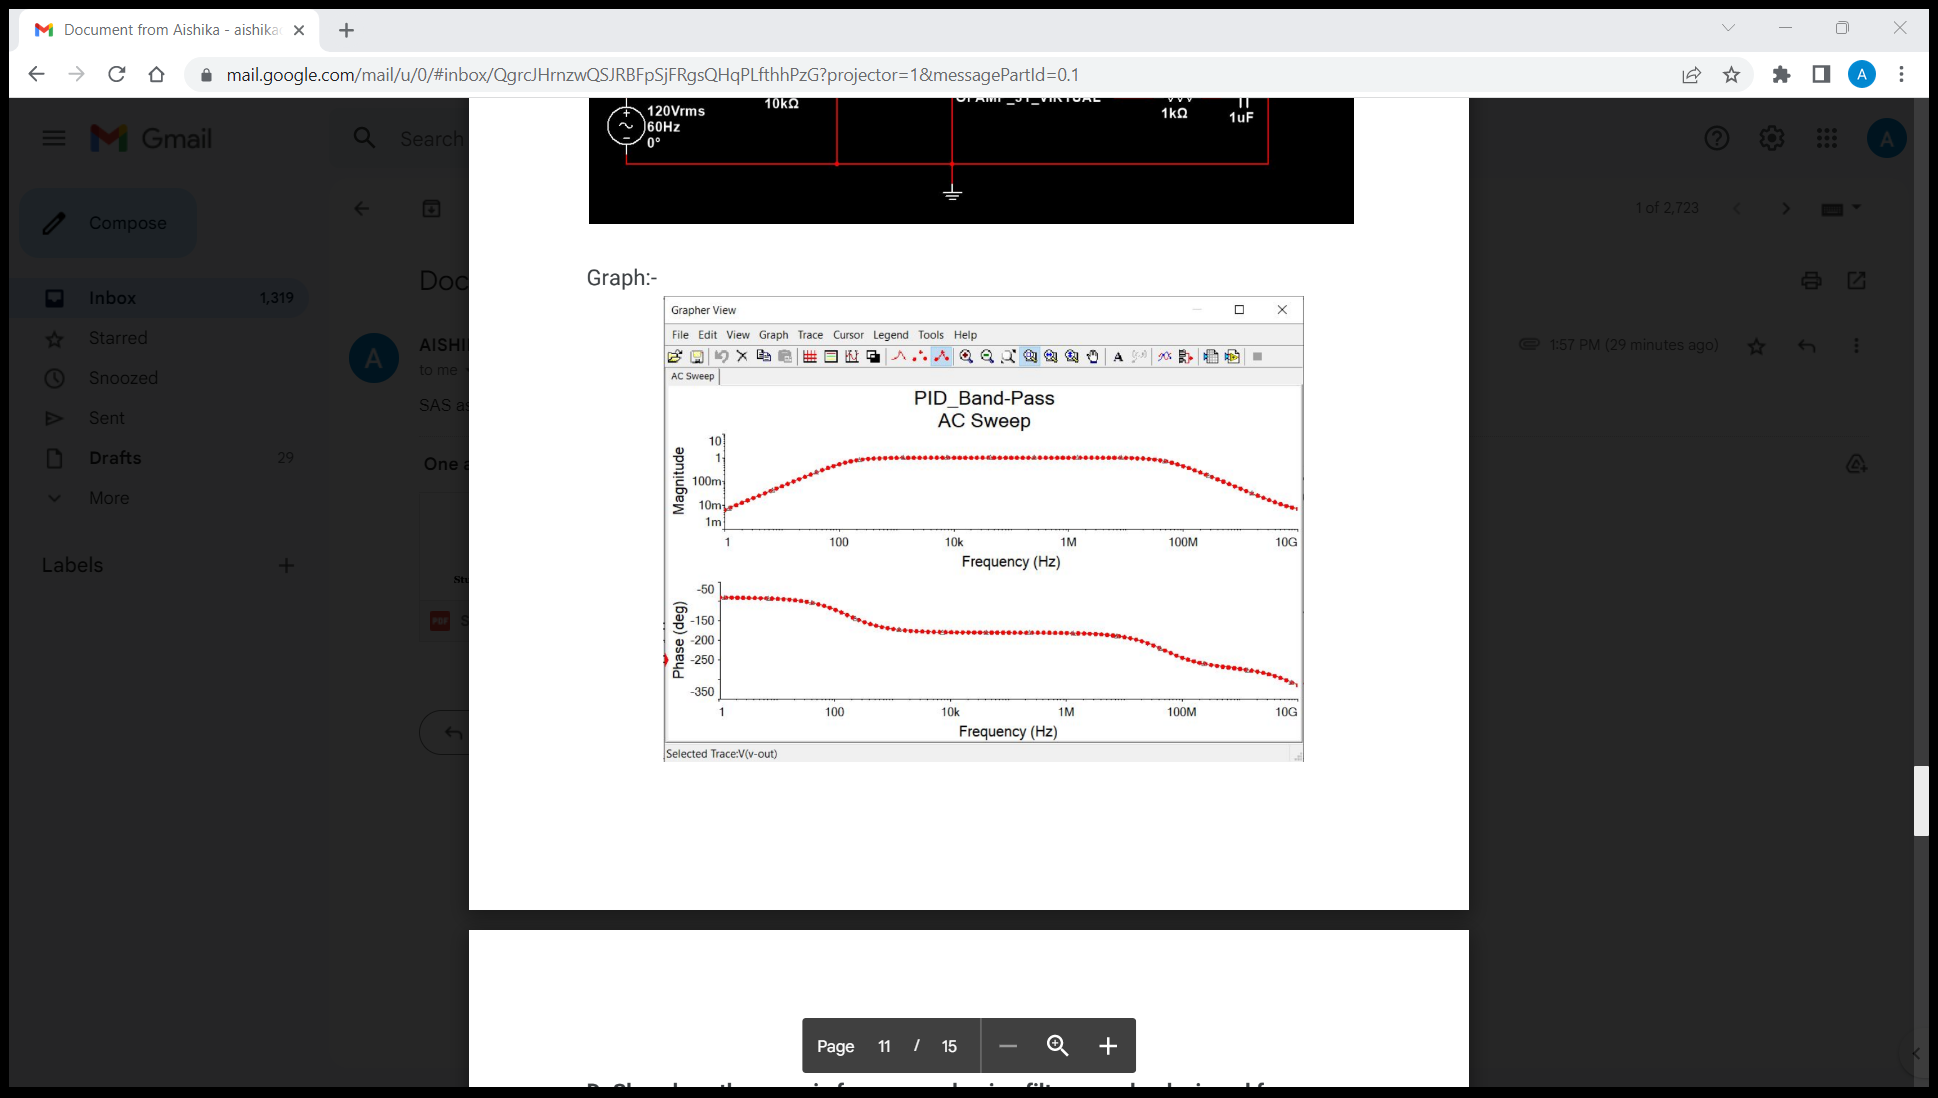 Document from Aishika - aishika
mail.google.com/mail/u/0/#inbox/QgrcJHrnzwQSJRBFpSjFRgsQHqPLfthhPzG?projector=1&messagePartId=0.1
A
Gmail
Search
A
Compose
1 of 2,723
Inbox 1,319
Starred
Snoozed
Sent
Drafts 29
More
Labels
Doc
A
AISHI
to me
1:57 PM (29 minutes ago)
SAS as
One a
PDF S
120Vrms
60Hz
0°
10kΩ
OPAMP_3T_VIRTUAL
1kΩ
1uF
Graph:-
Grapher View
File Edit View Graph Trace Cursor Legend Tools Help
AC Sweep
PID_Band-Pass
AC Sweep
Magnitude
10
1
100m
10m
1m
1 100 10k 1M 100M 10G
Frequency (Hz)
Phase (deg)
-50
-150
-200
-250
-350
1 100 10k 1M 100M 10G
Frequency (Hz)
Selected Trace:V(v-out)
Page 11 / 15